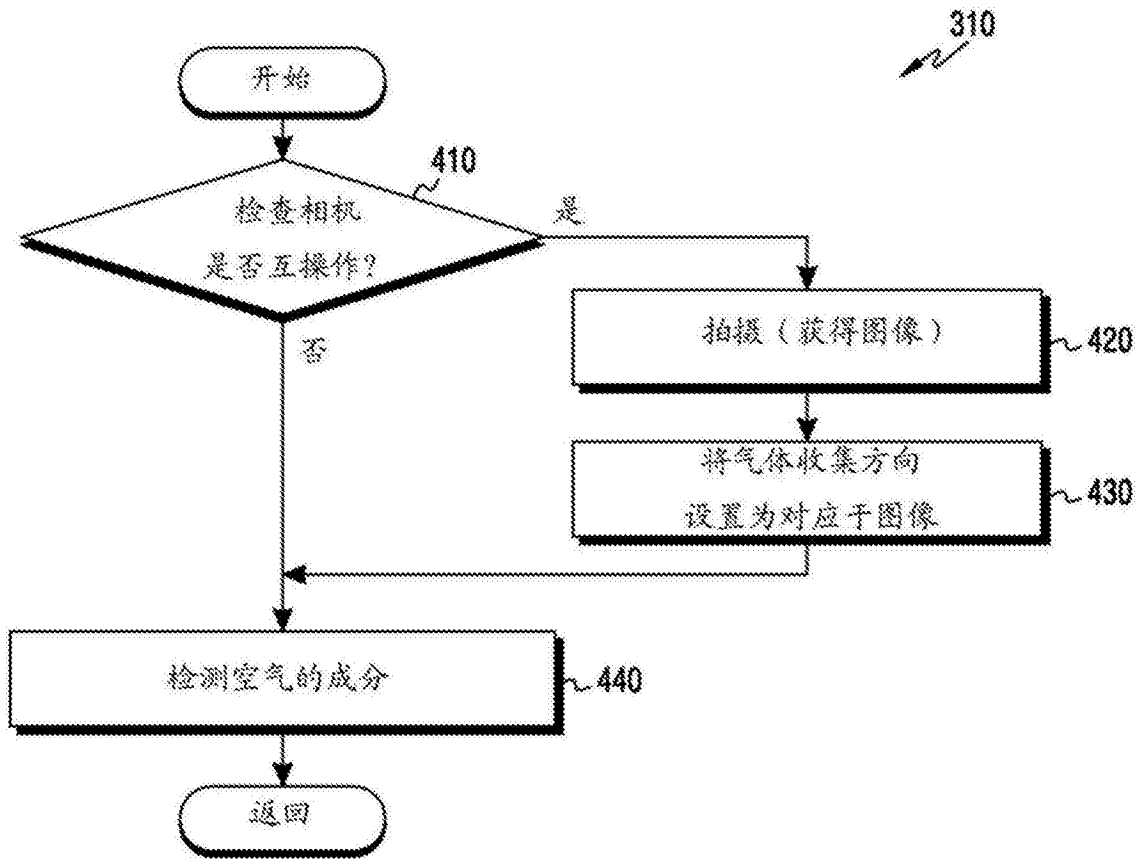 310
开始
410
检查相机
是否互操作?
是
否
拍摄(获得图像)
420
将气体收集方向
设置为对应于图像
430
检测空气的成分
440
返回